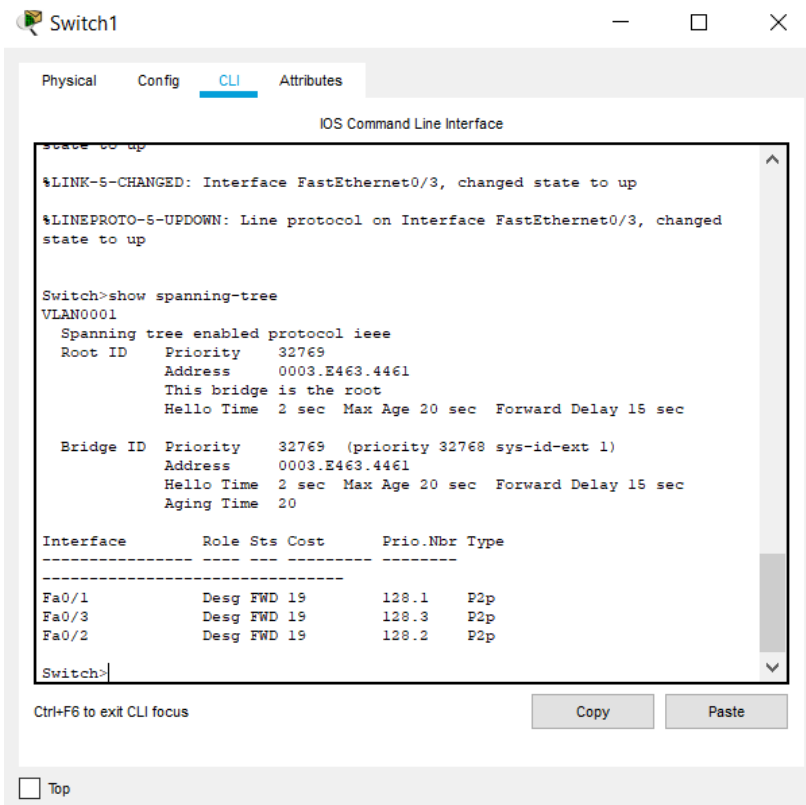 Switch1
Physical Config CLI Attributes
IOS Command Line Interface
state to up
%LINK-5-CHANGED: Interface FastEthernet0/3, changed state to up
%LINEPROTO-5-UPDOWN: Line protocol on Interface FastEthernet0/3, changed
state to up
Switch>show spanning-tree
VLAN0001
  Spanning tree enabled protocol ieee
  Root ID    Priority    32769
             Address     0003.E463.4461
             This bridge is the root
             Hello Time  2 sec  Max Age 20 sec  Forward Delay 15 sec
  Bridge ID  Priority    32769  (priority 32768 sys-id-ext 1)
             Address     0003.E463.4461
             Hello Time  2 sec  Max Age 20 sec  Forward Delay 15 sec
             Aging Time  20
Interface        Role Sts Cost      Prio.Nbr Type
---------------- ---- --- --------- --------
--------------------------------
Fa0/1            Desg FWD 19        128.1    P2p
Fa0/3            Desg FWD 19        128.3    P2p
Fa0/2            Desg FWD 19        128.2    P2p
Switch>
Ctrl+F6 to exit CLI focus
Copy Paste
Top